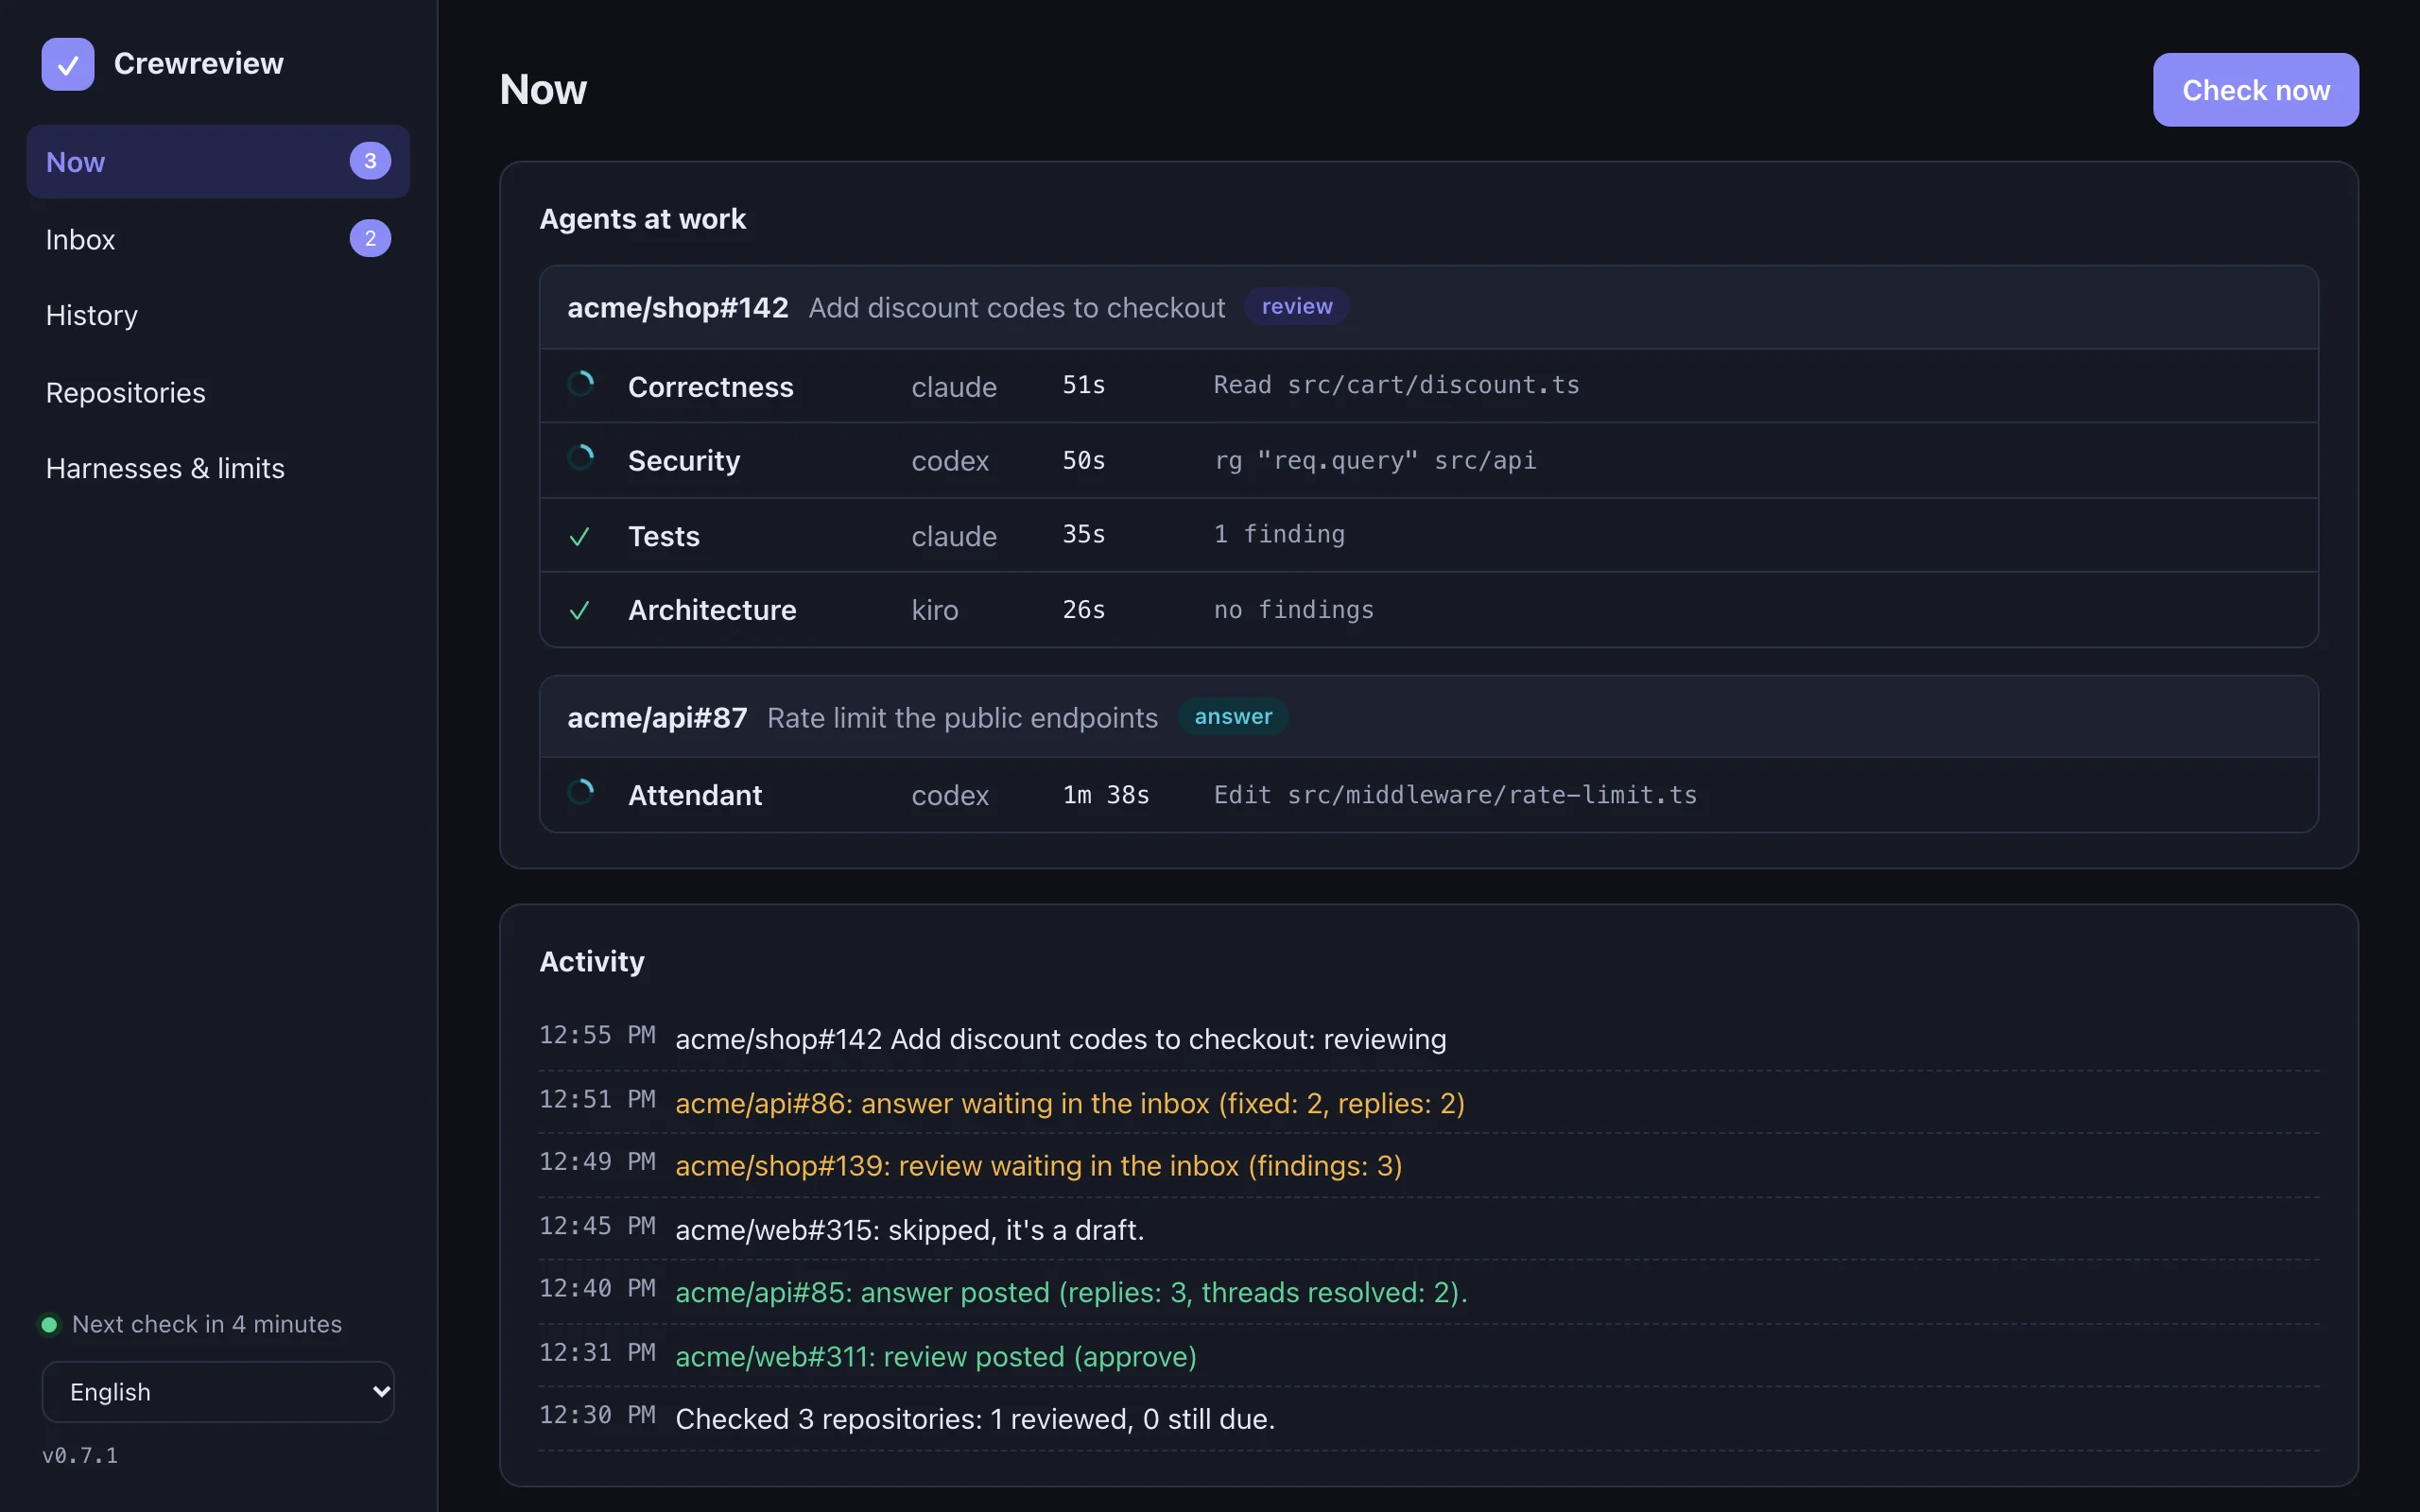 Crewreview
Now 3
Inbox 2
History
Repositories
Harnesses & limits
Next check in 4 minutes
English
v0.7.1
Now
Check now
Agents at work
acme/shop#142 Add discount codes to checkout review
Correctness claude 51s Read src/cart/discount.ts
Security codex 50s rg "req.query" src/api
Tests claude 35s 1 finding
Architecture kiro 26s no findings
acme/api#87 Rate limit the public endpoints answer
Attendant codex 1m 38s Edit src/middleware/rate-limit.ts
Activity
12:55 PM acme/shop#142 Add discount codes to checkout: reviewing
12:51 PM acme/api#86: answer waiting in the inbox (fixed: 2, replies: 2)
12:49 PM acme/shop#139: review waiting in the inbox (findings: 3)
12:45 PM acme/web#315: skipped, it's a draft.
12:40 PM acme/api#85: answer posted (replies: 3, threads resolved: 2).
12:31 PM acme/web#311: review posted (approve)
12:30 PM Checked 3 repositories: 1 reviewed, 0 still due.